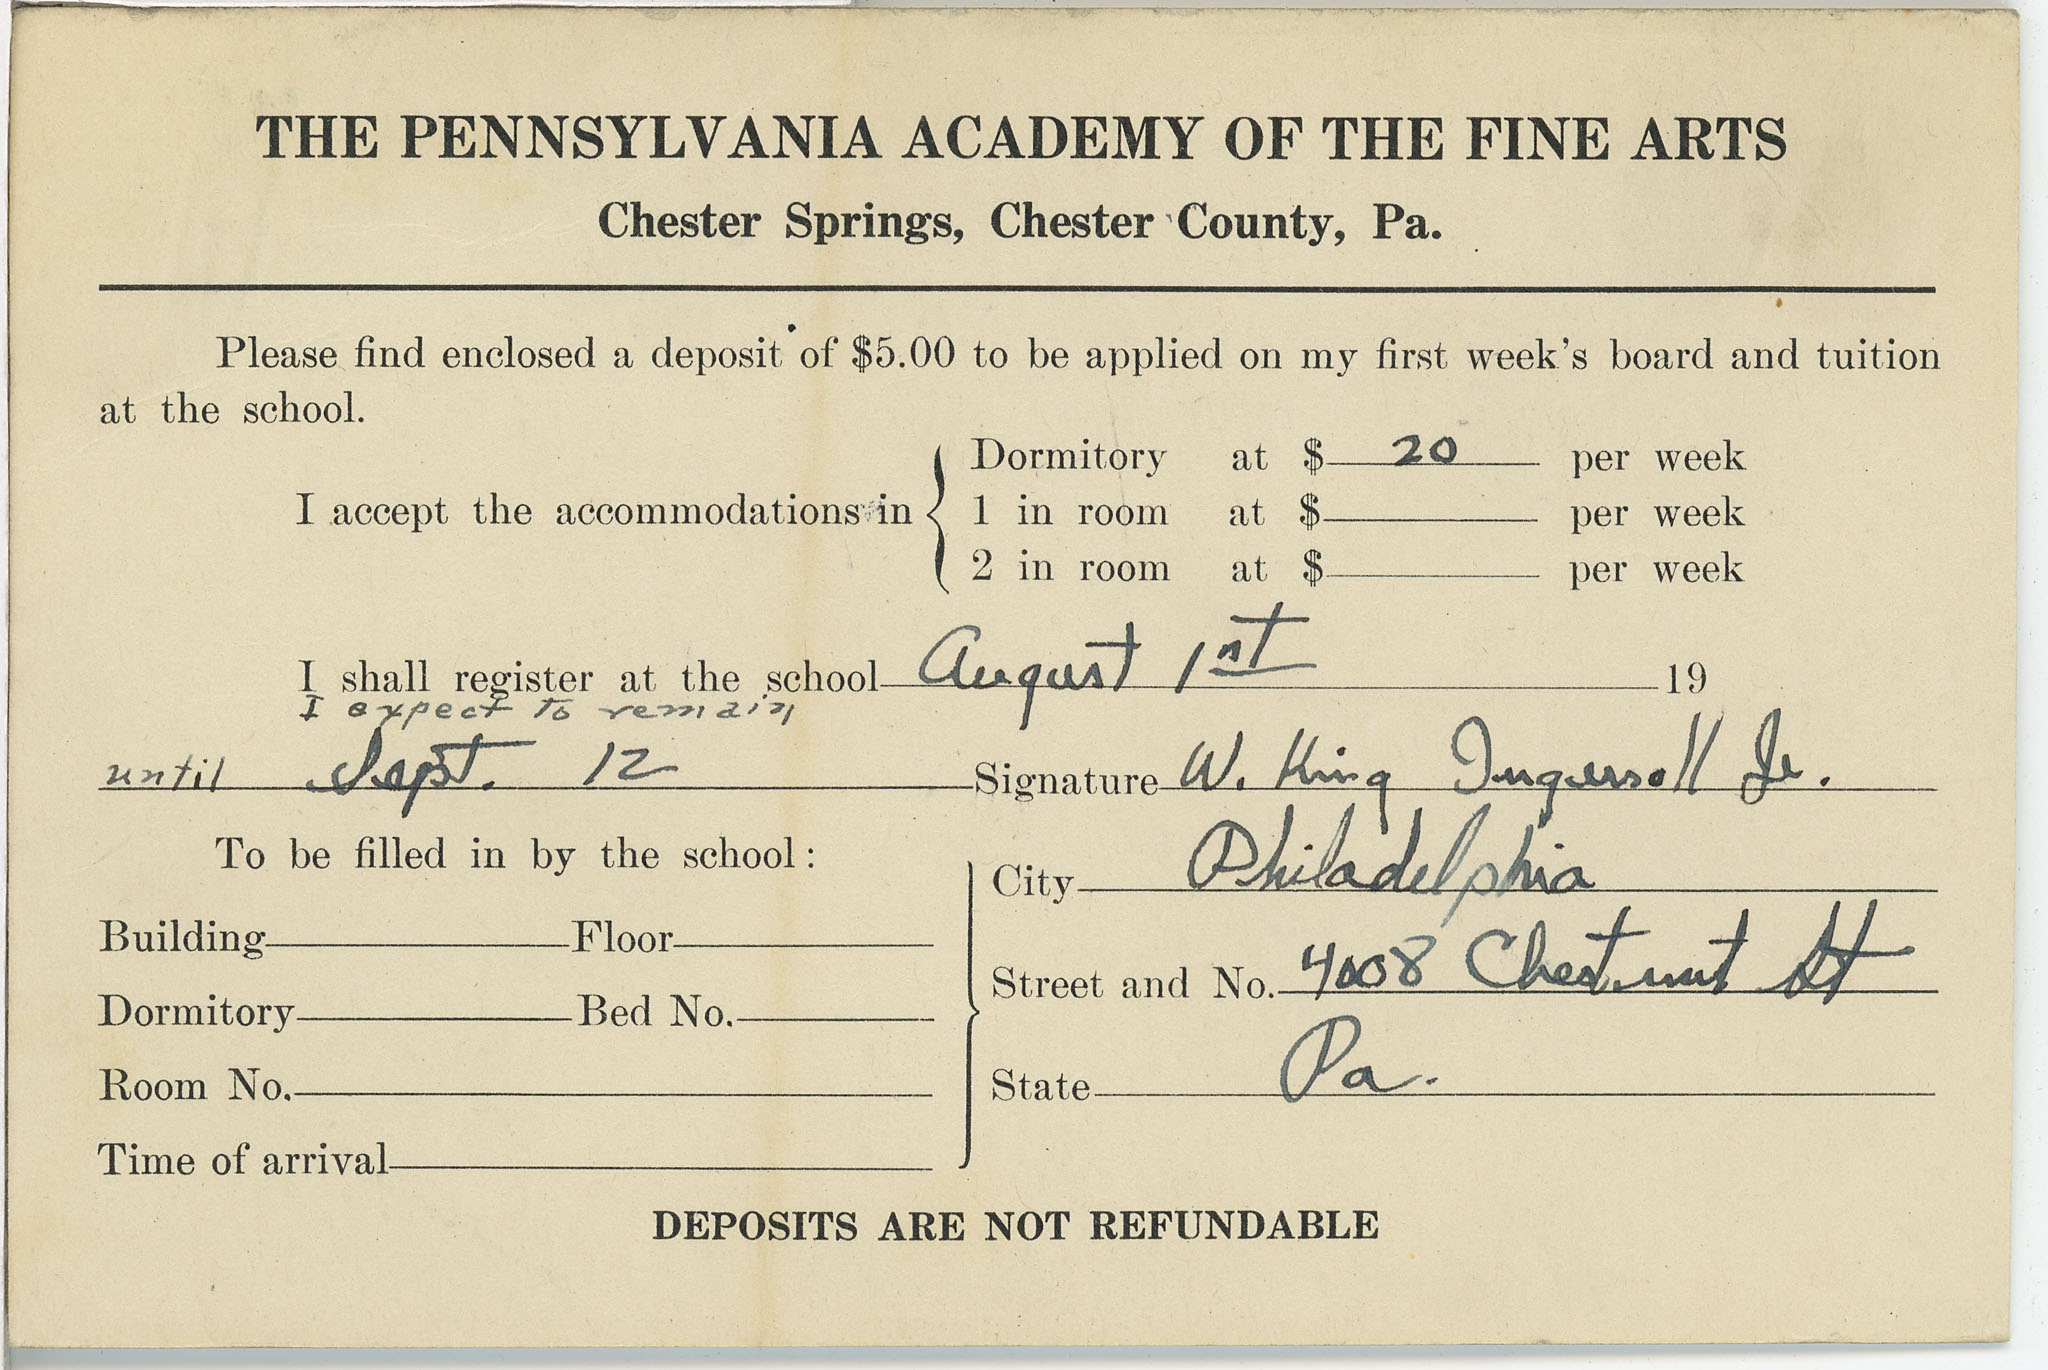 THE PENNSYLVANIA ACADEMY OF THE FINE ARTS
Chester Springs, Chester County, Pa.
Please find enclosed a deposit of $5.00 to be applied on my first week's board and tuition
at the school.
I accept the accommodations in
Dormitory at $ 20 per week
1 in room at $ per week
2 in room at $ per week
I shall register at the school August 1st 19
I expect to remain
until Sept. 12
Signature W. King Ingersoll Jr.
To be filled in by the school:
City Philadelphia
Building Floor
Street and No. 4008 Chestnut St
Dormitory Bed No.
Room No.
State Pa.
Time of arrival
DEPOSITS ARE NOT REFUNDABLE